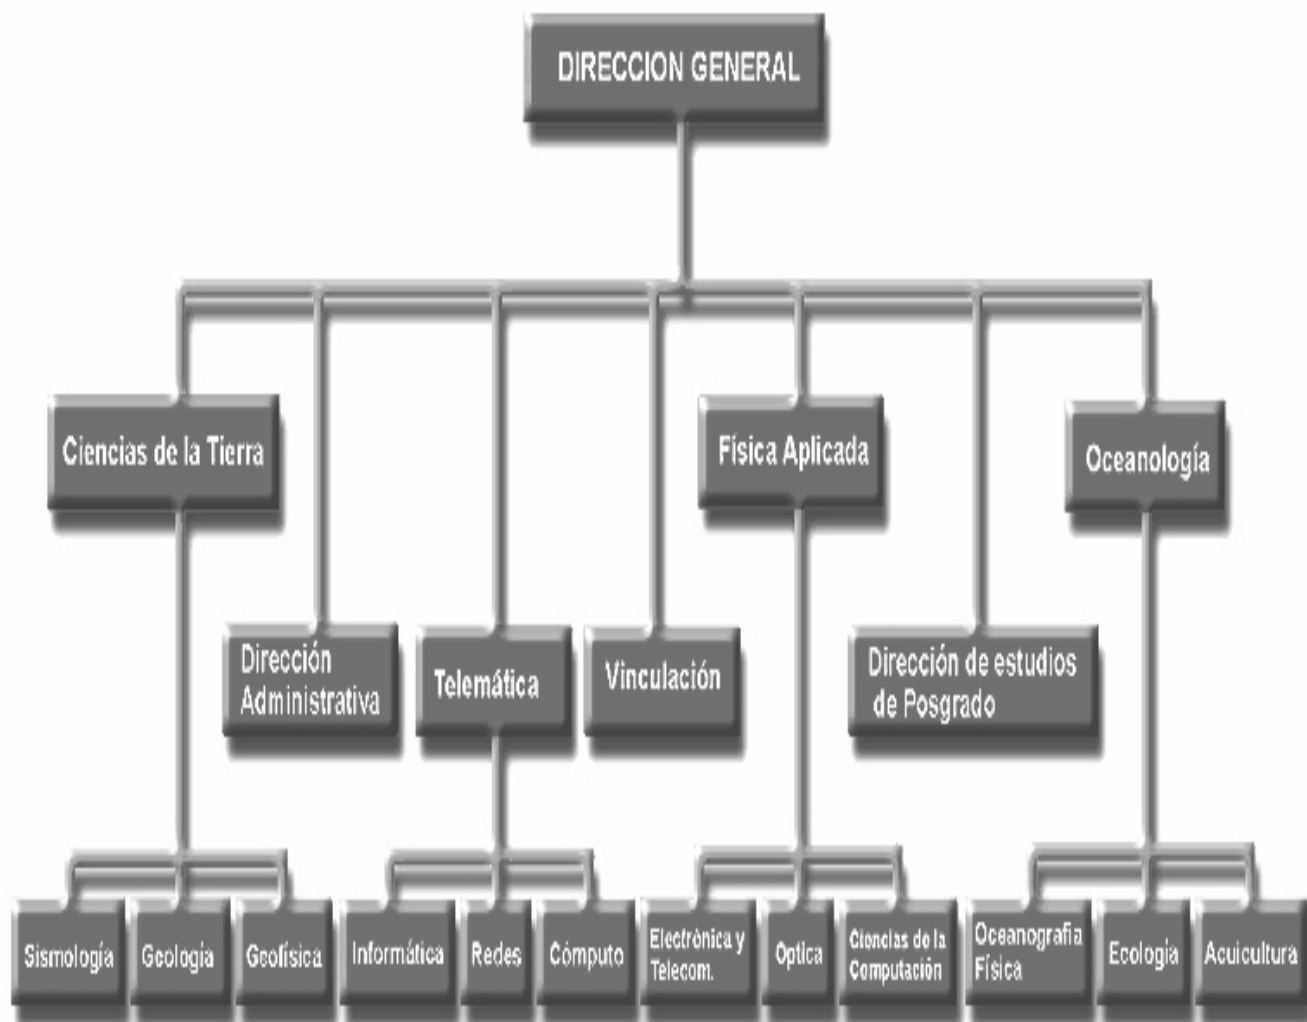 DIRECCION GENERAL
Ciencias de la Tierra
Física Aplicada
Oceanología
Dirección
Administrativa
Telemática
Vinculación
Dirección de estudios
de Posgrado
Sismología
Geología
Geofísica
Informática
Redes
Cómputo
Electrónica y
Telecom.
Optica
Ciencias de la
Computación
Oceanografía
Física
Ecología
Acuicultura